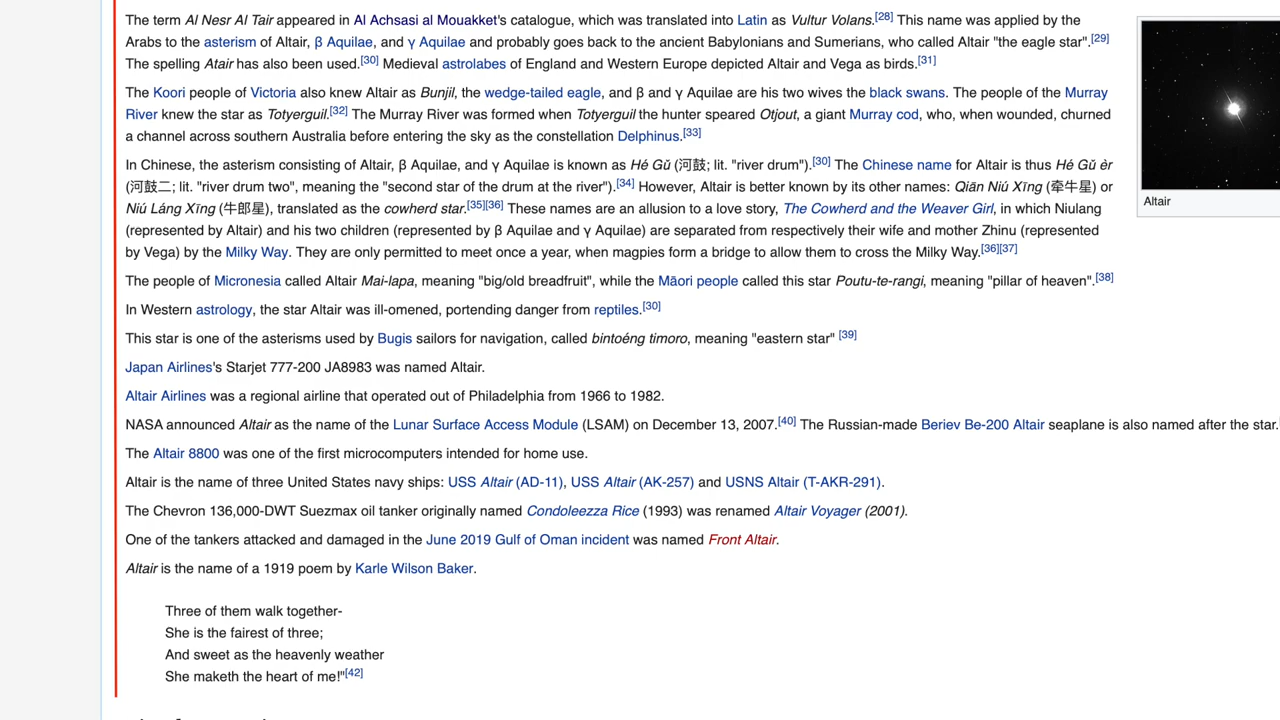 The term Al Nesr Al Tair appeared in Al Achsasi al Mouakket's catalogue, which was translated into Latin as Vultur Volans.[28] This name was applied by the
Arabs to the asterism of Altair, β Aquilae, and γ Aquilae and probably goes back to the ancient Babylonians and Sumerians, who called Altair "the eagle star".[29]
The spelling Atair has also been used.[30] Medieval astrolabes of England and Western Europe depicted Altair and Vega as birds.[31]
The Koori people of Victoria also knew Altair as Bunjil, the wedge-tailed eagle, and β and γ Aquilae are his two wives the black swans. The people of the Murray
River knew the star as Totyerguil.[32] The Murray River was formed when Totyerguil the hunter speared Otjout, a giant Murray cod, who, when wounded, churned
a channel across southern Australia before entering the sky as the constellation Delphinus.[33]
In Chinese, the asterism consisting of Altair, β Aquilae, and γ Aquilae is known as Hé Gǔ (河鼓; lit. "river drum").[30] The Chinese name for Altair is thus Hé Gǔ èr
(河鼓二; lit. "river drum two", meaning the "second star of the drum at the river").[34] However, Altair is better known by its other names: Qiān Niú Xīng (牵牛星) or
Niú Láng Xīng (牛郎星), translated as the cowherd star.[35][36] These names are an allusion to a love story, The Cowherd and the Weaver Girl, in which Niulang
(represented by Altair) and his two children (represented by β Aquilae and γ Aquilae) are separated from respectively their wife and mother Zhinu (represented
by Vega) by the Milky Way. They are only permitted to meet once a year, when magpies form a bridge to allow them to cross the Milky Way.[36][37]
The people of Micronesia called Altair Mai-lapa, meaning "big/old breadfruit", while the Māori people called this star Poutu-te-rangi, meaning "pillar of heaven".[38]
In Western astrology, the star Altair was ill-omened, portending danger from reptiles.[30]
This star is one of the asterisms used by Bugis sailors for navigation, called bintoéng timoro, meaning "eastern star" [39]
Japan Airlines's Starjet 777-200 JA8983 was named Altair.
Altair Airlines was a regional airline that operated out of Philadelphia from 1966 to 1982.
NASA announced Altair as the name of the Lunar Surface Access Module (LSAM) on December 13, 2007.[40] The Russian-made Beriev Be-200 Altair seaplane is also named after the star.
The Altair 8800 was one of the first microcomputers intended for home use.
Altair is the name of three United States navy ships: USS Altair (AD-11), USS Altair (AK-257) and USNS Altair (T-AKR-291).
The Chevron 136,000-DWT Suezmax oil tanker originally named Condoleezza Rice (1993) was renamed Altair Voyager (2001).
One of the tankers attacked and damaged in the June 2019 Gulf of Oman incident was named Front Altair.
Altair is the name of a 1919 poem by Karle Wilson Baker.
Three of them walk together-
She is the fairest of three;
And sweet as the heavenly weather
She maketh the heart of me!"[42]
Altair